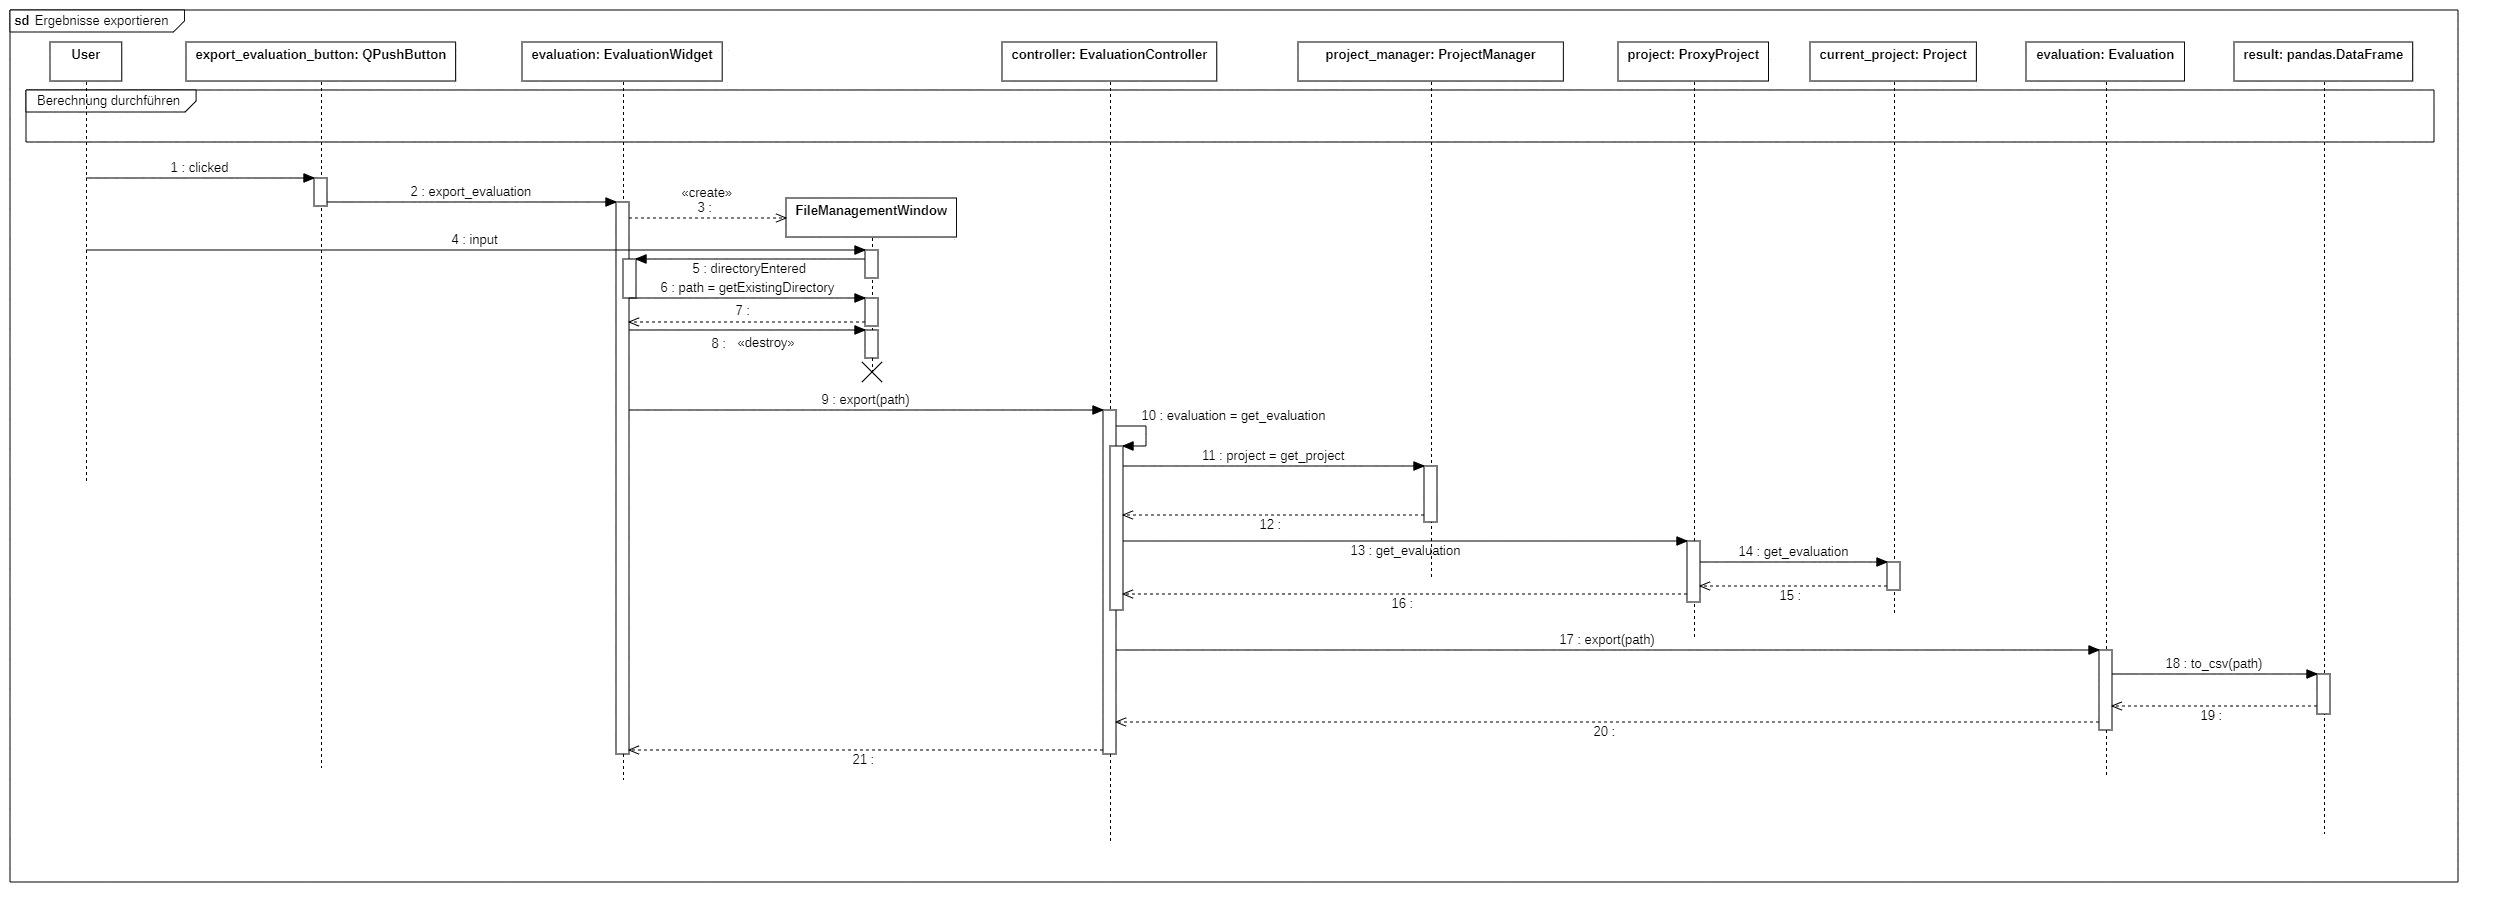 sd Ergebnisse exportieren
User
export_evaluation_button: QPushButton
evaluation: EvaluationWidget
controller: EvaluationController
project_manager: ProjectManager
project: ProxyProject
current_project: Project
evaluation: Evaluation
result: pandas.DataFrame
Berechnung durchführen
1 : clicked
2 : export_evaluation
«create»
3 :
FileManagementWindow
4 : input
5 : directoryEntered
6 : path = getExistingDirectory
7 :
8 : «destroy»
9 : export(path)
10 : evaluation = get_evaluation
11 : project = get_project
12 :
13 : get_evaluation
14 : get_evaluation
15 :
16 :
17 : export(path)
18 : to_csv(path)
19 :
20 :
21 :